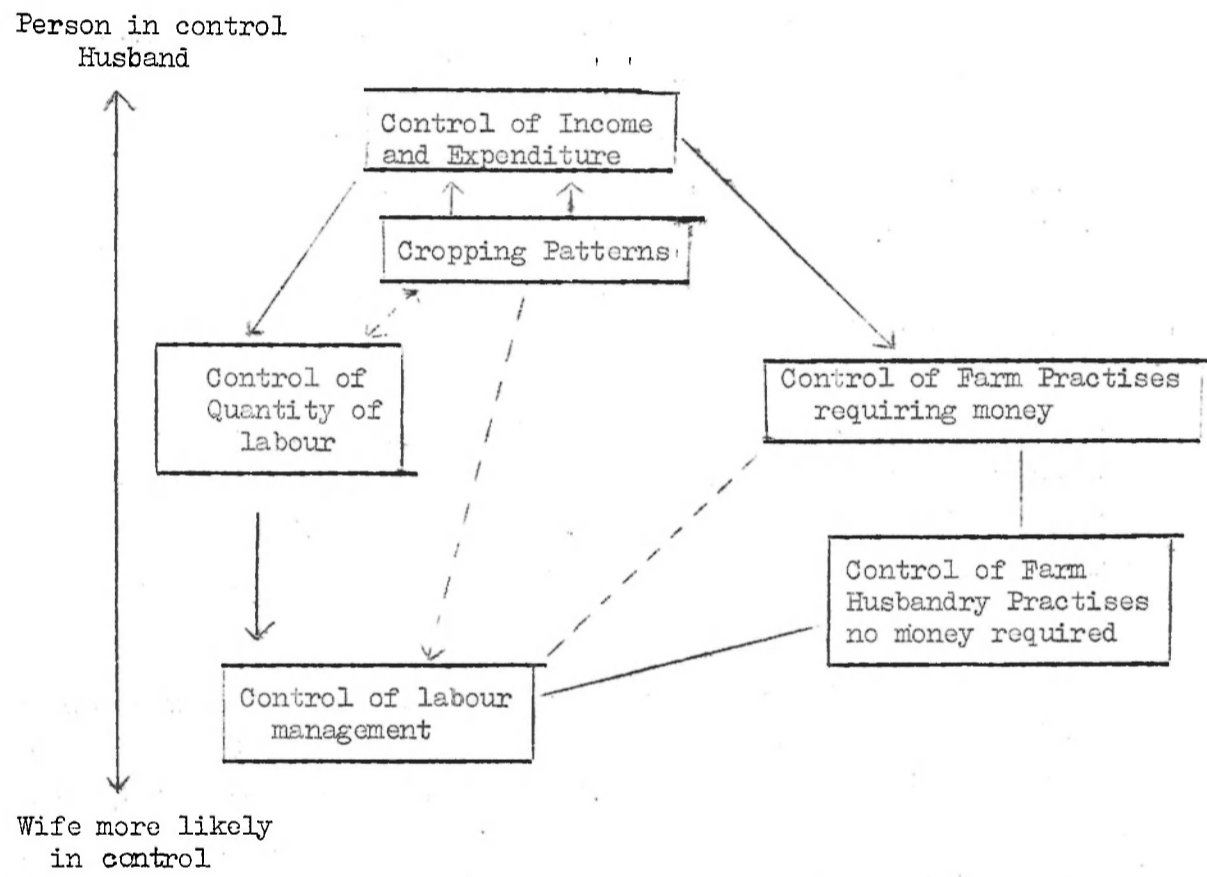 Person in control
Husband
Control of Income
and Expenditure
Cropping Patterns
Control of
Quantity of
labour
Control of Farm Practises
requiring money
Control of Farm
Husbandry Practises
no money required
Control of labour
management
Wife more likely
in control